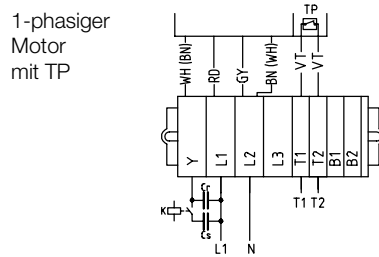 1-phasiger
Motor
mit TP
TP
WH (BN)
RD
GY
BN (WH)
VT
VT
Y
L1
L2
L3
T1
T2
B1
B2
Cr
T1 T2
K
Cs
L1
N